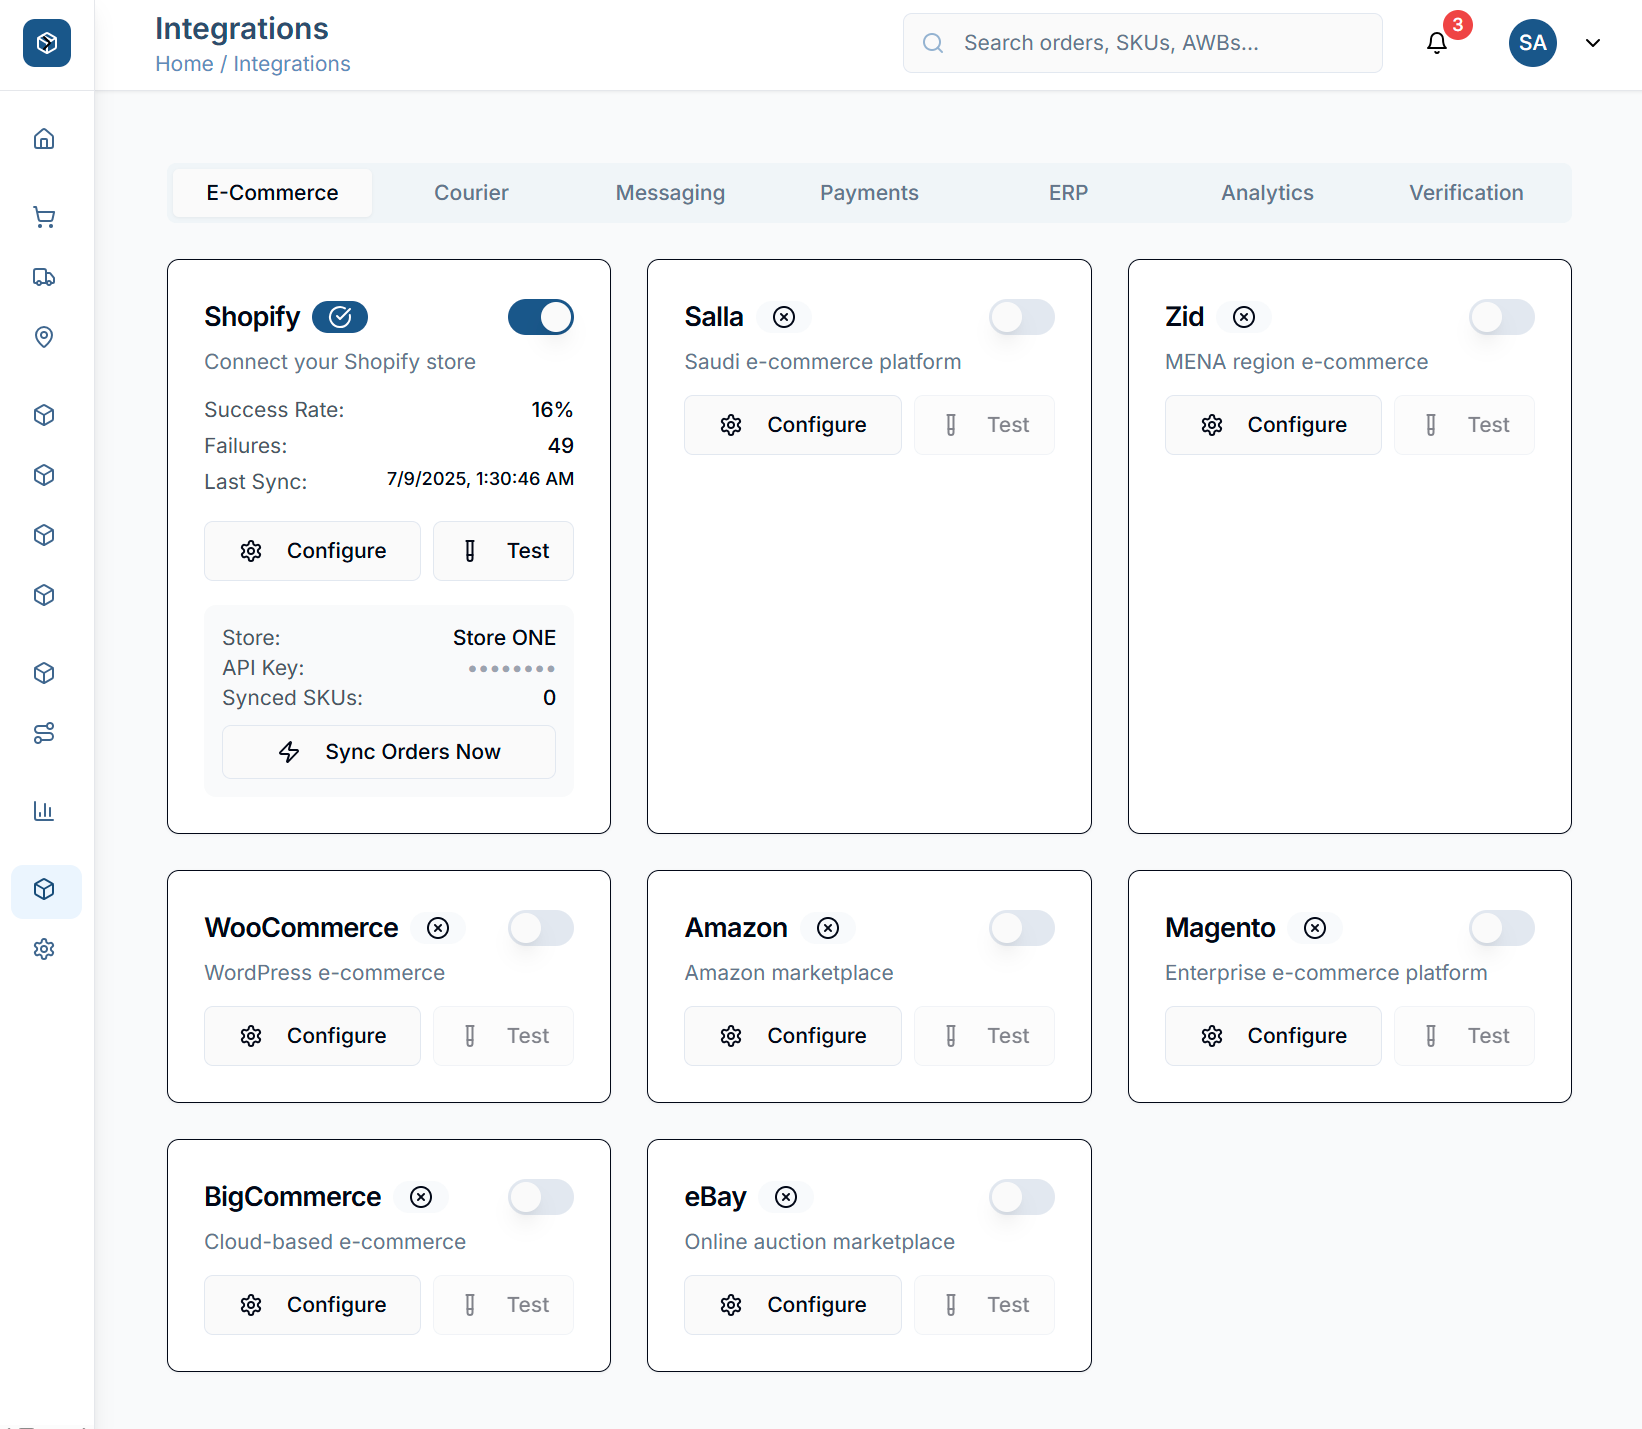 Integrations
Home / Integrations
Search orders, SKUs, AWBs...
3
SA
E-Commerce
Courier
Messaging
Payments
ERP
Analytics
Verification
Shopify
Connect your Shopify store
Success Rate: 16%
Failures: 49
Last Sync: 7/9/2025, 1:30:46 AM
Configure
Test
Store: Store ONE
API Key: ••••••••
Synced SKUs: 0
Sync Orders Now
Salla
Saudi e-commerce platform
Configure
Test
Zid
MENA region e-commerce
Configure
Test
WooCommerce
WordPress e-commerce
Configure
Test
Amazon
Amazon marketplace
Configure
Test
Magento
Enterprise e-commerce platform
Configure
Test
BigCommerce
Cloud-based e-commerce
Configure
Test
eBay
Online auction marketplace
Configure
Test